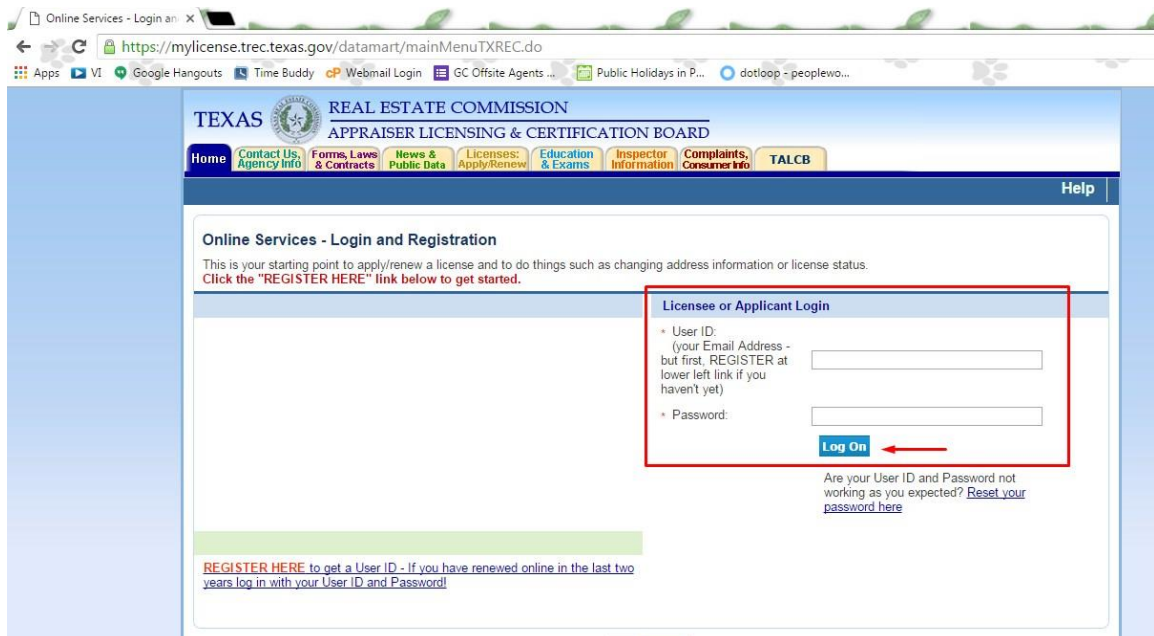 Online Services - Login an
https://mylicense.trec.texas.gov/datamart/mainMenuTXREC.do
Apps VI Google Hangouts Time Buddy cP Webmail Login GC Offsite Agents ... Public Holidays in P... dotloop - peoplewo...
TEXAS
REAL ESTATE COMMISSION
APPRAISER LICENSING & CERTIFICATION BOARD
Home
Contact Us, Agency Info
Forms, Laws & Contracts
News & Public Data
Licenses: Apply/Renew
Education & Exams
Inspector Information
Complaints, Consumer Info
TALCB
Help
Online Services - Login and Registration
This is your starting point to apply/renew a license and to do things such as changing address information or license status.
Click the "REGISTER HERE" link below to get started.
Licensee or Applicant Login
* User ID:
(your Email Address -
but first, REGISTER at
lower left link if you
haven't yet)
* Password:
Log On
Are your User ID and Password not
working as you expected? Reset your
password here
REGISTER HERE to get a User ID - If you have renewed online in the last two
years log in with your User ID and Password!